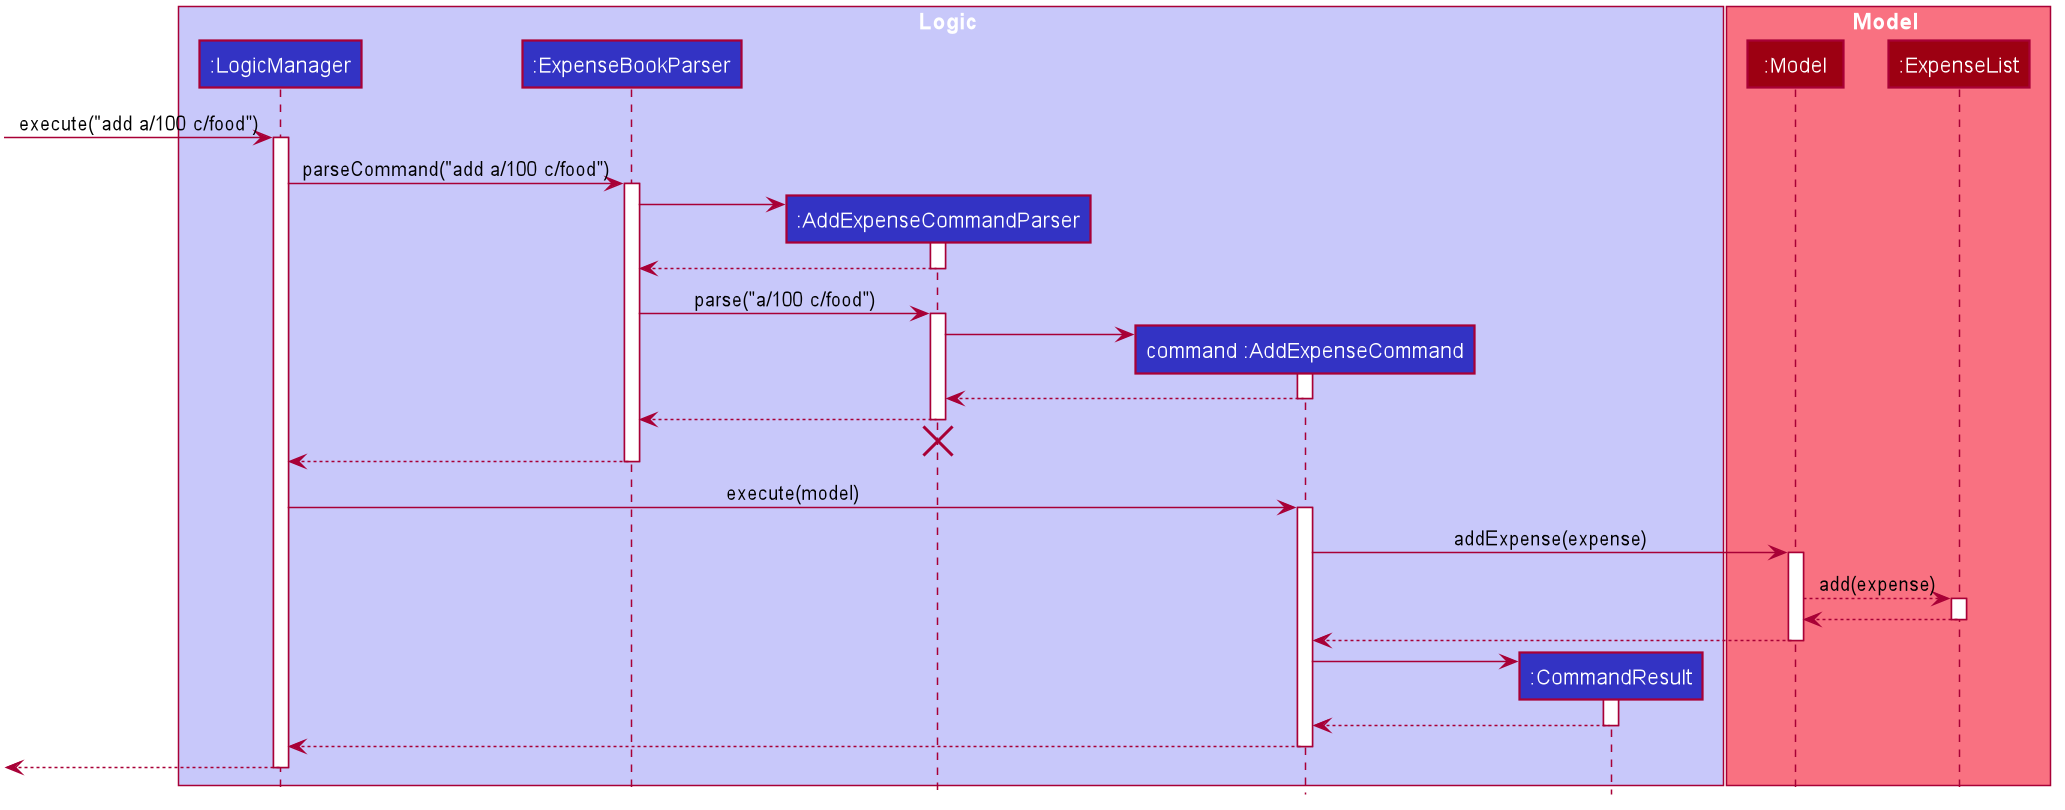 Logic
Model
:LogicManager
:ExpenseBookParser
:Model
:ExpenseList
execute("add a/100 c/food")
parseCommand("add a/100 c/food")
:AddExpenseCommandParser
parse("a/100 c/food")
command :AddExpenseCommand
execute(model)
addExpense(expense)
add(expense)
:CommandResult